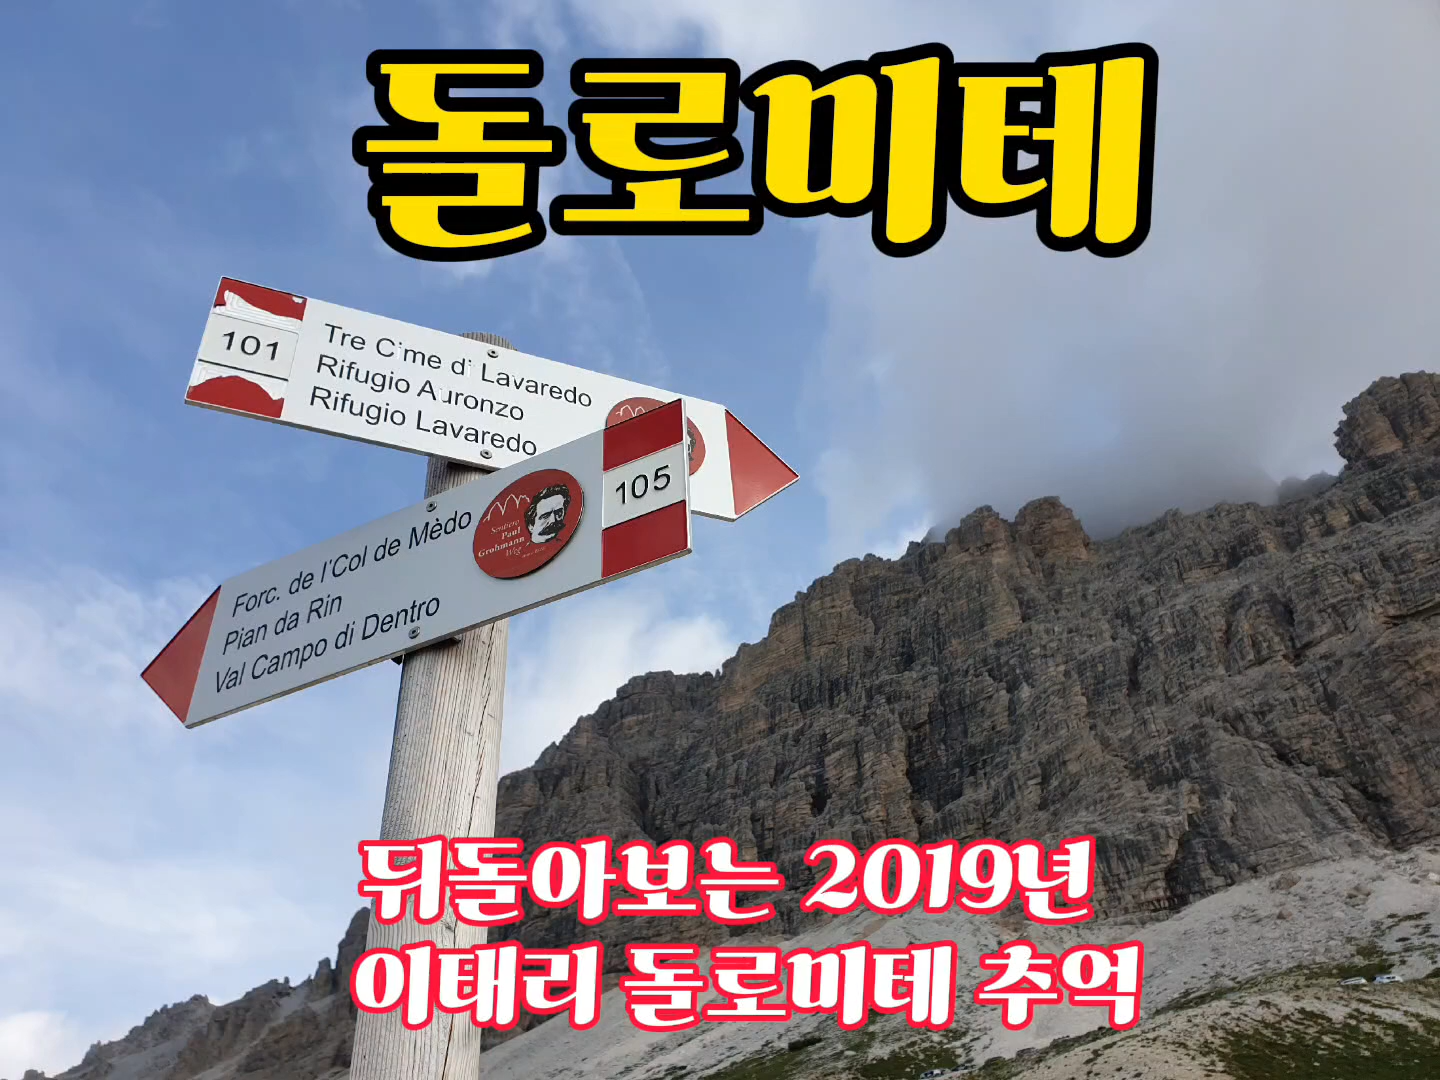 돌로미테
101
Tre Cime di Lavaredo
Rifugio Auronzo
Rifugio Lavaredo
105
Forc. de l'Col de Mèdo
Pian da Rin
Val Campo di Dentro
Sentiero
Paul
Grohmann
Weg
뒤돌아보는 2019년
이태리 돌로미테 추억